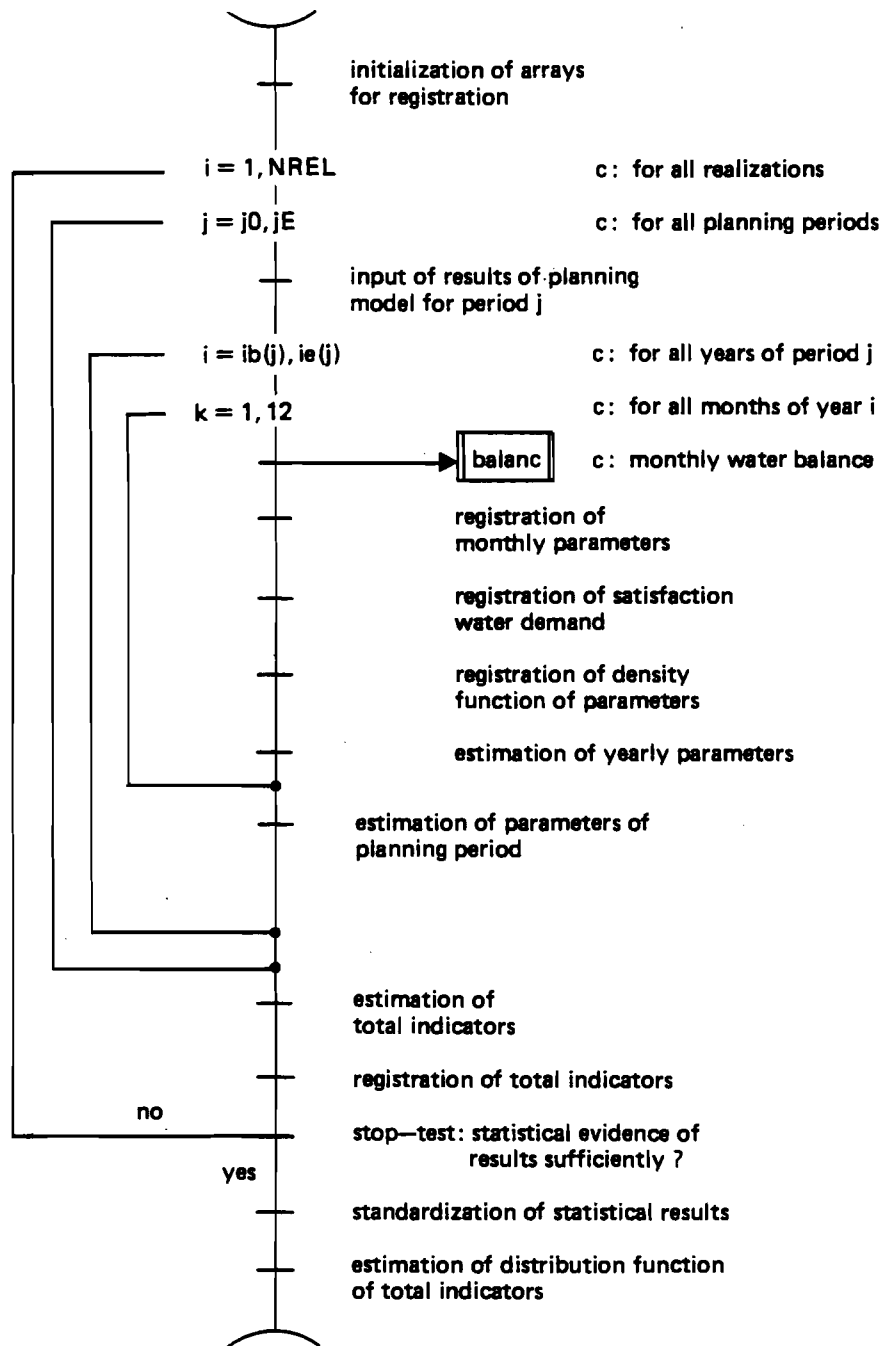 initialization of arrays
for registration
i = 1, NREL c: for all realizations
j = j0, jE c: for all planning periods
input of results of planning
model for period j
i = ib(j), ie(j) c: for all years of period j
k = 1, 12 c: for all months of year i
balanc c: monthly water balance
registration of
monthly parameters
registration of satisfaction
water demand
registration of density
function of parameters
estimation of yearly parameters
estimation of parameters of
planning period
estimation of
total indicators
registration of total indicators
no
stop—test: statistical evidence of
results sufficiently ?
yes
standardization of statistical results
estimation of distribution function
of total indicators